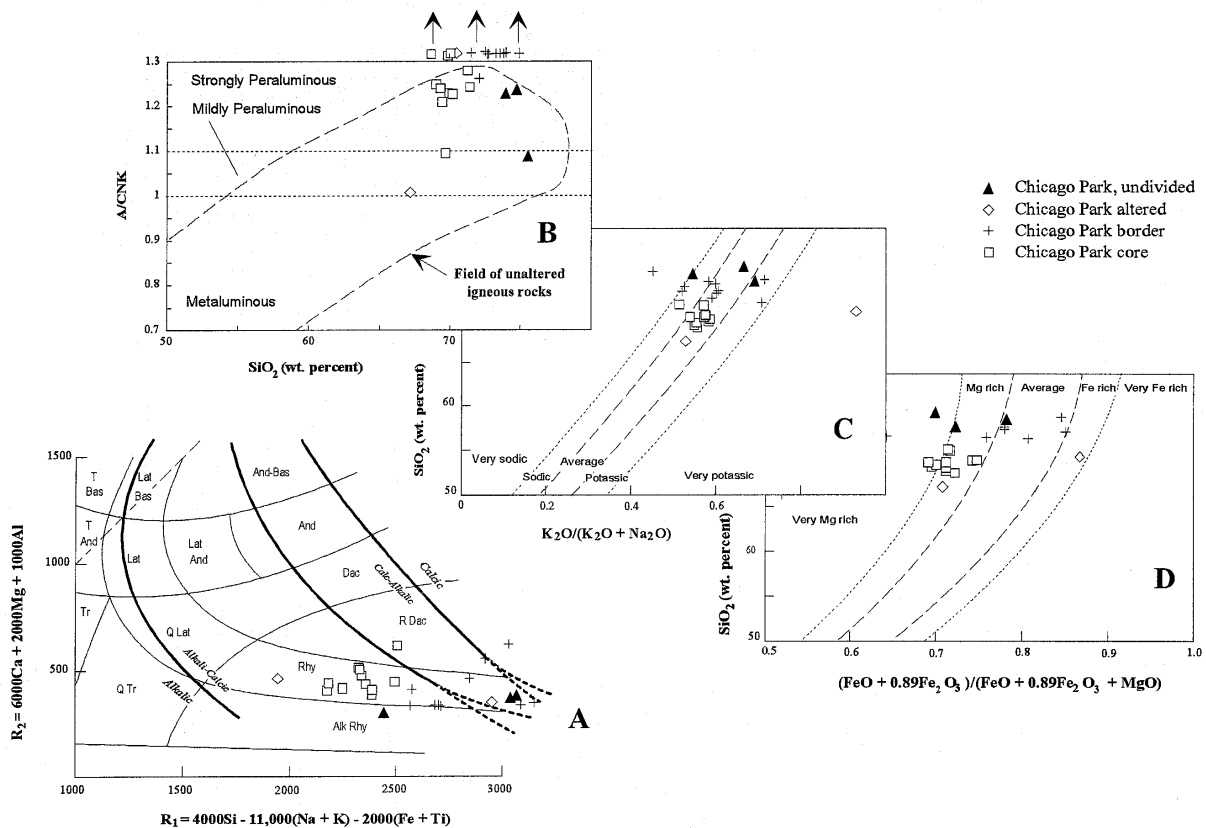 1.3
Strongly Peraluminous
1.2
Mildly Peraluminous
1.1
A/CNK
1
0.9
B
Field of unaltered
igneous rocks
0.8
Metaluminous
0.7
50
60
70
SiO2 (wt. percent)
▲ Chicago Park, undivided
◇ Chicago Park altered
+ Chicago Park border
□ Chicago Park core
0
60
50
SiO2 (wt. percent)
C
Very sodic
Average
Sodic
Potassic
Very potassic
0.2
0.4
0.6
0.8
1
K2O/(K2O + Na2O)
Mg rich
Average
Fe rich
Very Fe rich
Very Mg rich
60
50
SiO2 (wt. percent)
D
0.5
0.6
0.7
0.8
0.9
1.0
(FeO + 0.89Fe2O3)/(FeO + 0.89Fe2O3 + MgO)
1500
T
Bas
Lat
Bas
And-Bas
T
And
And
Lat
And
1000
Lat
Dac
Calc-Alkalic
Calcic
Tr
R Dac
Q Lat
Alkali-Calcic
Alkalic
500
Rhy
Q Tr
Alk Rhy
A
1000
1500
2000
2500
3000
R2 = 6000Ca + 2000Mg + 1000Al
R1 = 4000Si - 11,000(Na + K) - 2000(Fe + Ti)